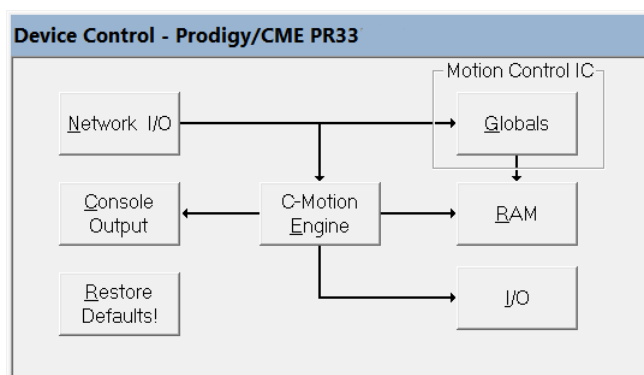 Device Control - Prodigy/CME PR33
Motion Control IC
Network I/O
Globals
Console
Output
C-Motion
Engine
RAM
Restore
Defaults!
I/O